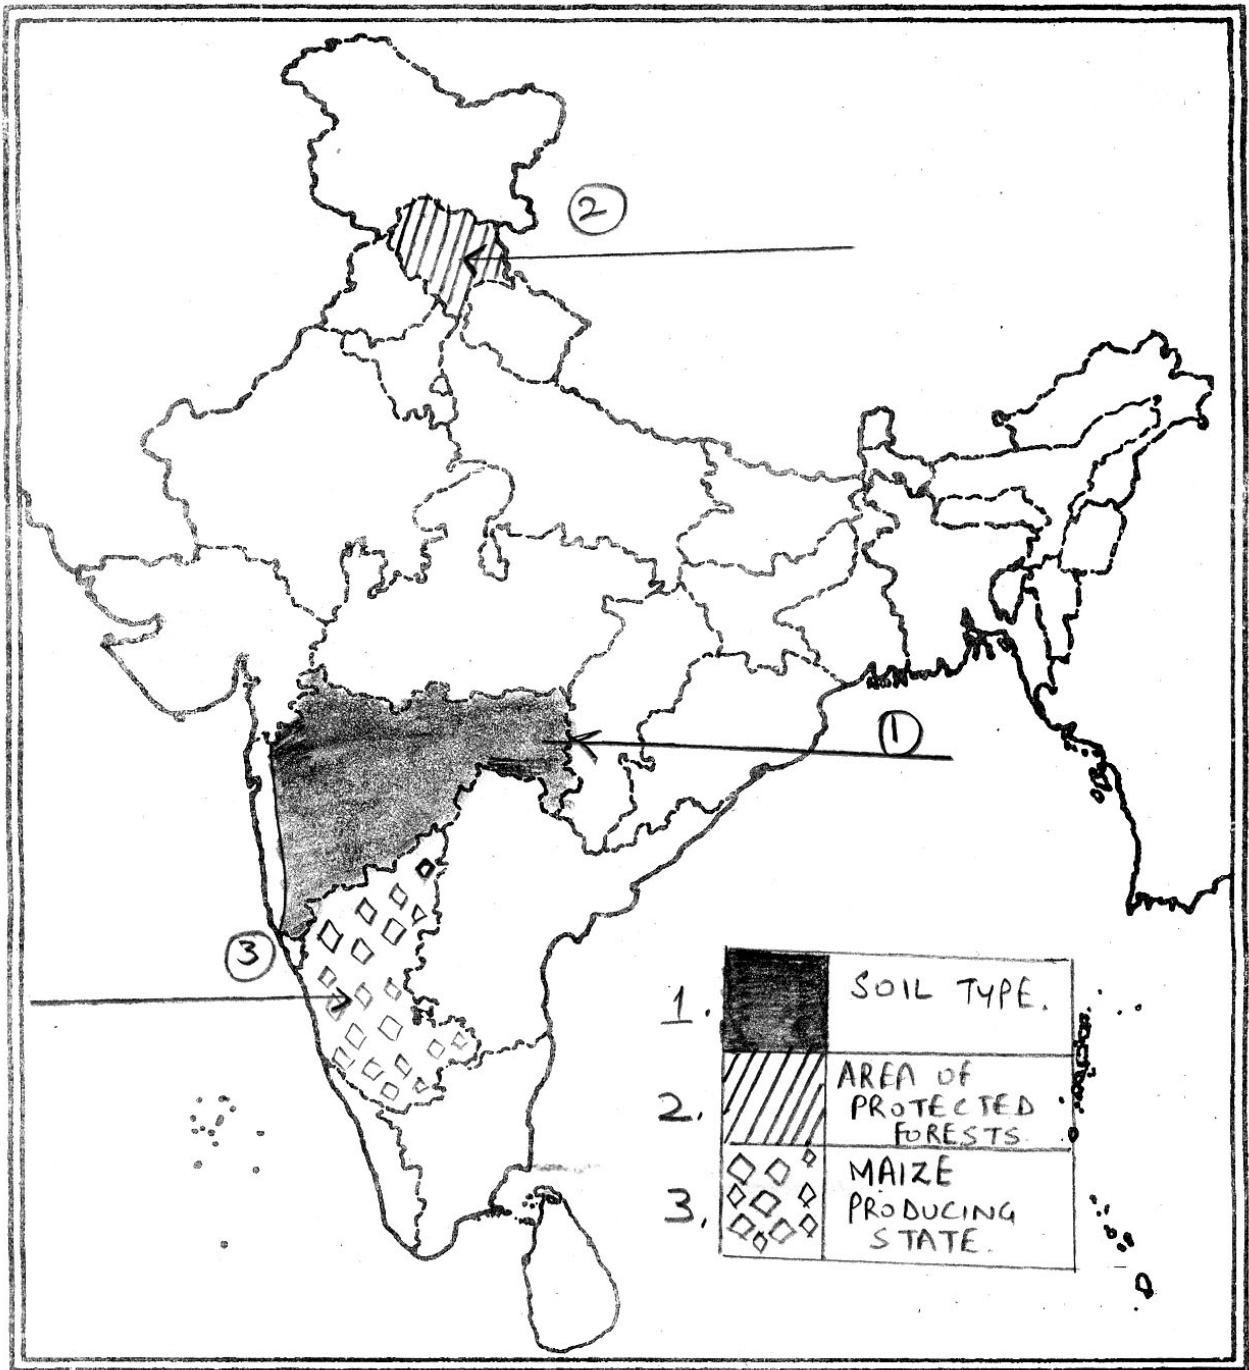 2
1
3
1. SOIL TYPE.
2. AREA OF
PROTECTED
FORESTS
3. MAIZE
PRODUCING
STATE.